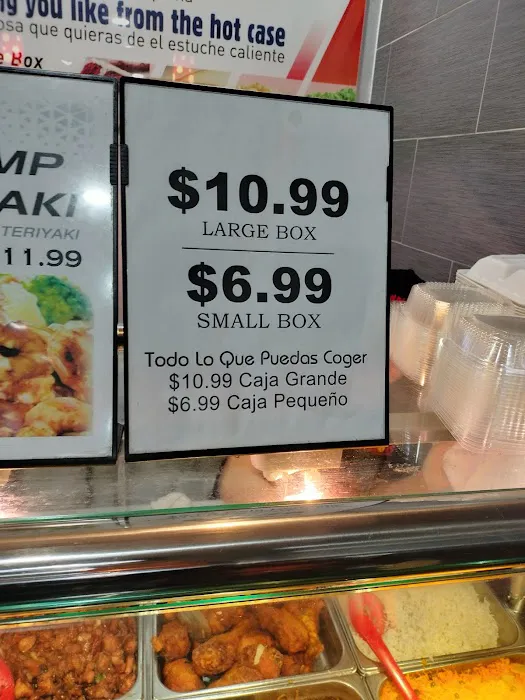 g you like from the hot case
osa que quieras de el estuche caliente
Box
MP
AKI
TERIYAKI
11.99
$10.99
LARGE BOX
$6.99
SMALL BOX
Todo Lo Que Puedas Coger
$10.99 Caja Grande
$6.99 Caja Pequeño